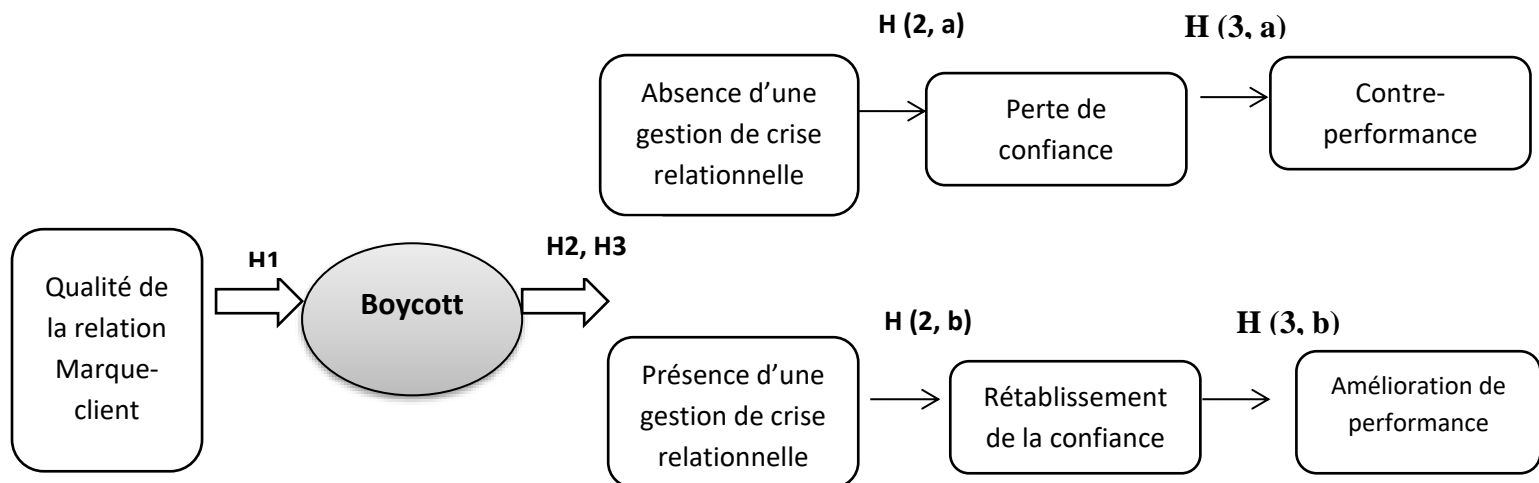 H (2, a)
H (3, a)
Absence d’une
gestion de crise
relationnelle
Perte de
confiance
Contre-
performance
Qualité de
la relation
Marque-
client
H1
Boycott
H2, H3
H (2, b)
H (3, b)
Présence d’une
gestion de crise
relationnelle
Rétablissement
de la confiance
Amélioration de
performance